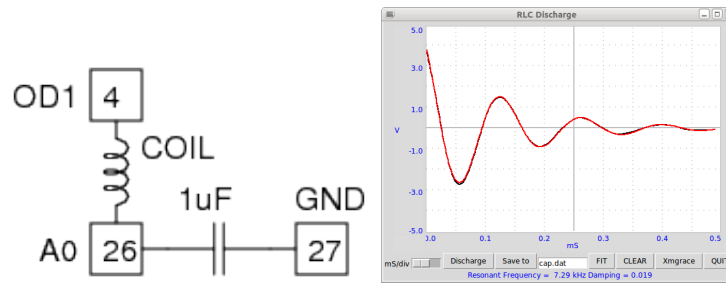 OD1 4
COIL
1uF
GND
A0 26
27
RLC Discharge
5.0
3.0
1.0
V
-1.0
-3.0
-5.0
0.0 0.1 0.2 0.3 0.4 0.5
mS
mS/div Discharge Save to cap.dat FIT CLEAR Xmgrace QUIT
Resonant Frequency = 7.29 kHz Damping = 0.019